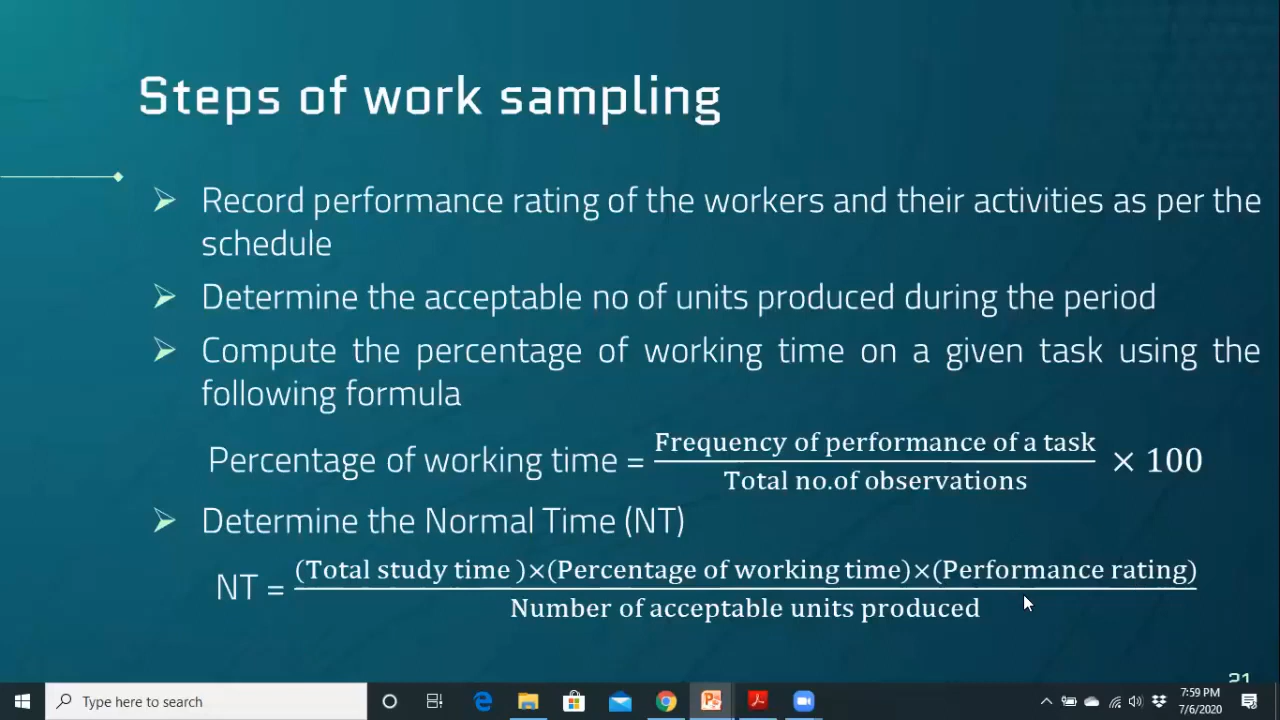 Steps of work sampling
Record performance rating of the workers and their activities as per the
schedule
Determine the acceptable no of units produced during the period
Compute the percentage of working time on a given task using the
following formula
Percentage of working time = Frequency of performance of a task / Total no.of observations × 100
Determine the Normal Time (NT)
NT = (Total study time )×(Percentage of working time)×(Performance rating) / Number of acceptable units produced
21
Type here to search
7:59 PM
7/6/2020